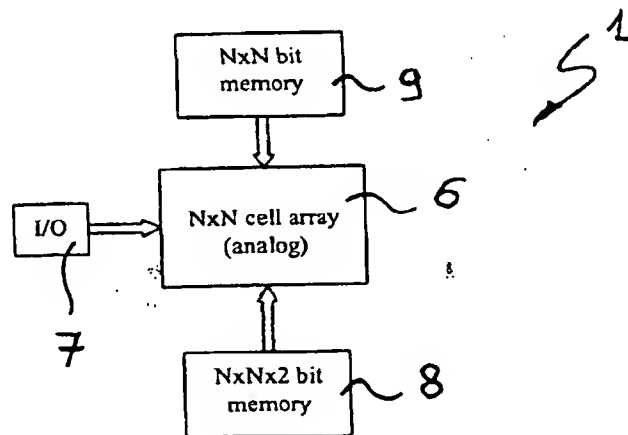 1
NxN bit
memory
9
6
NxN cell array
(analog)
I/O
7
NxNx2 bit
memory
8